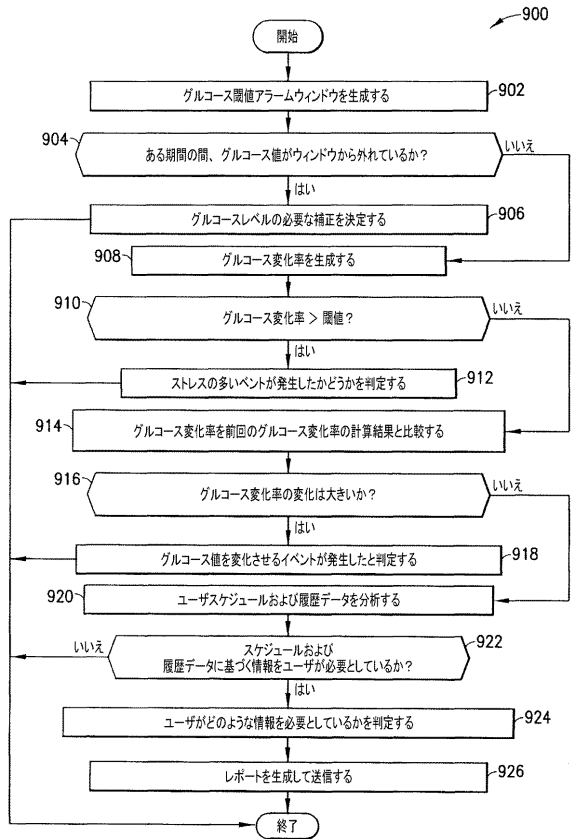 900
開始
グルコース閾値アラームウィンドウを生成する
902
904
ある期間の間、グルコース値がウィンドウから外れているか?
いいえ
はい
グルコースレベルの必要な補正を決定する
906
908
グルコース変化率を生成する
910
グルコース変化率 > 閾値?
いいえ
はい
ストレスの多いイベントが発生したかどうかを判定する
912
914
グルコース変化率を前回のグルコース変化率の計算結果と比較する
916
グルコース変化率の変化は大きいか?
いいえ
はい
グルコース値を変化させるイベントが発生したと判定する
918
920
ユーザスケジュールおよび履歴データを分析する
いいえ
スケジュールおよび
履歴データに基づく情報をユーザが必要としているか?
922
はい
ユーザがどのような情報を必要としているかを判定する
924
レポートを生成して送信する
926
終了